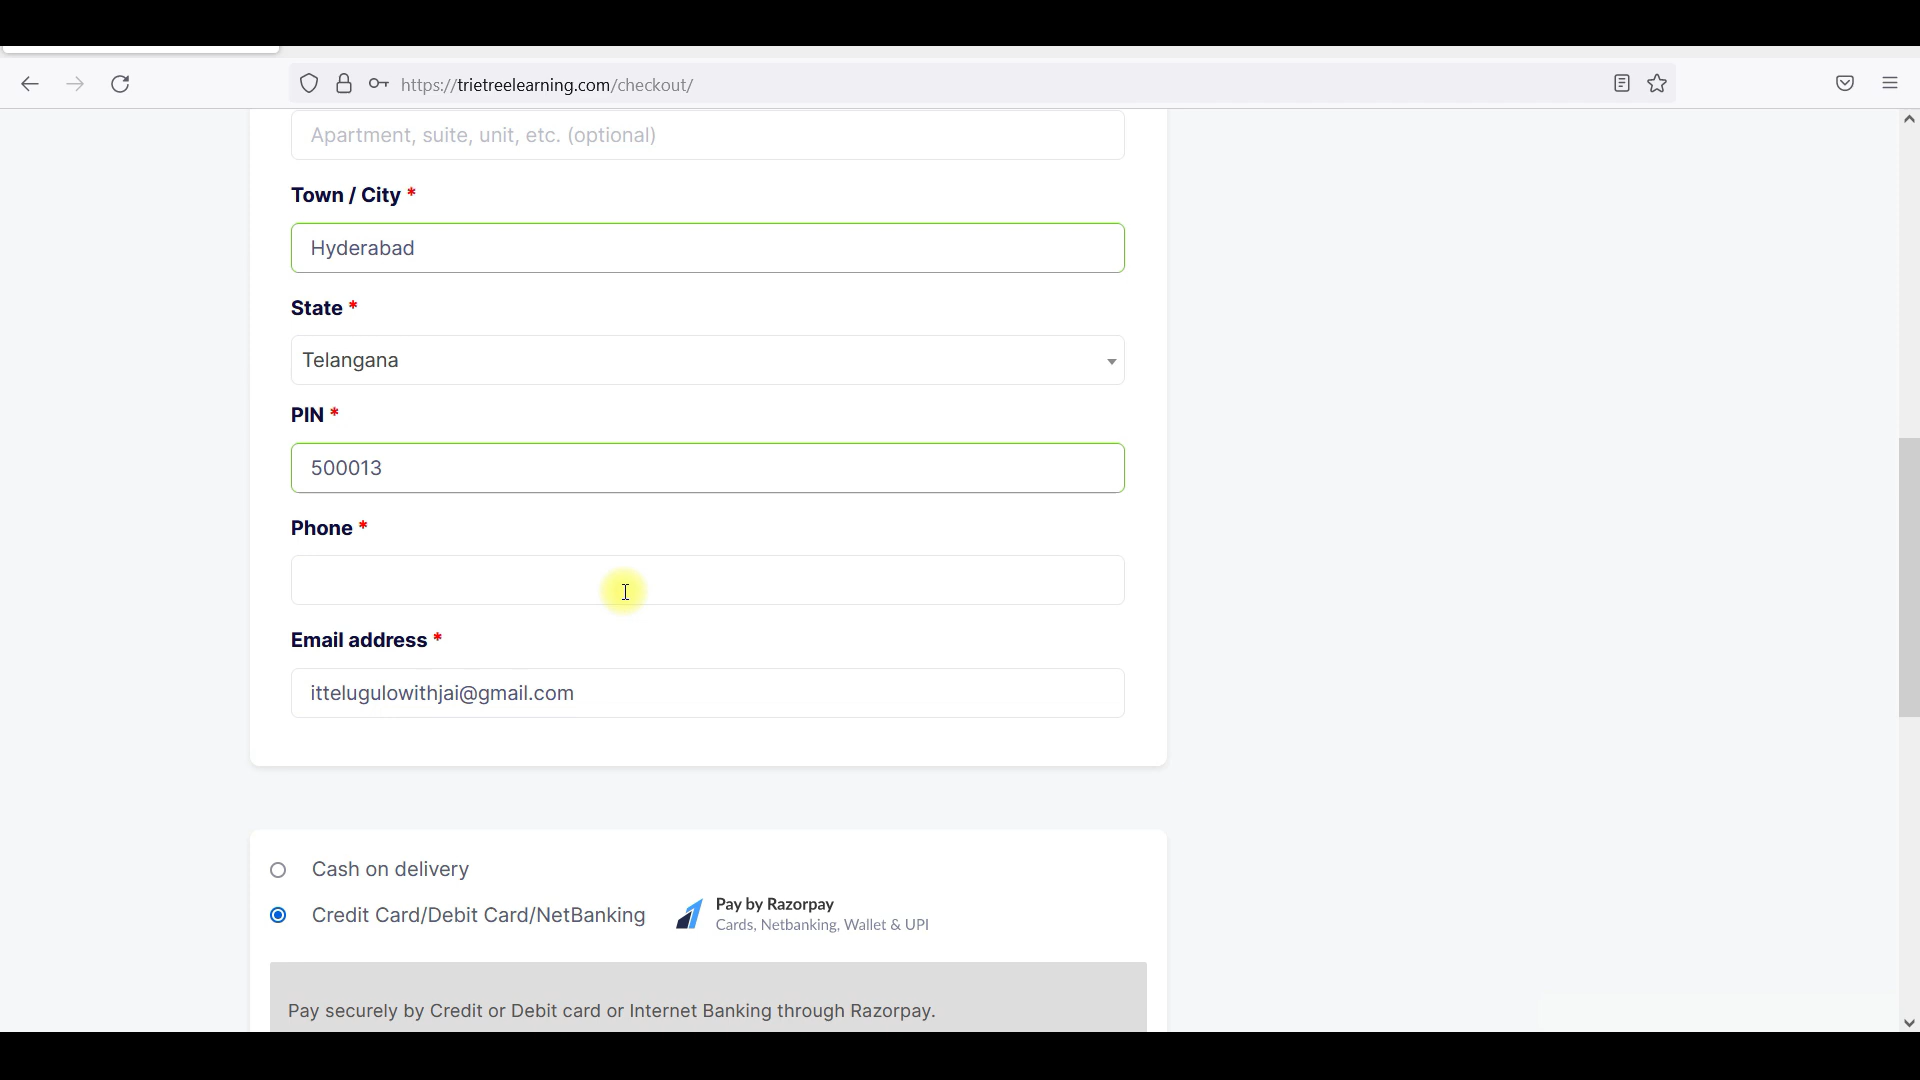 https://trietreelearning.com/checkout/
Apartment, suite, unit, etc. (optional)
Town / City *
Hyderabad
State *
Telangana
PIN *
500013
Phone *
Email address *
ittelugulowithjai@gmail.com
Cash on delivery
Credit Card/Debit Card/NetBanking
Pay by Razorpay
Cards, Netbanking, Wallet & UPI
Pay securely by Credit or Debit card or Internet Banking through Razorpay.